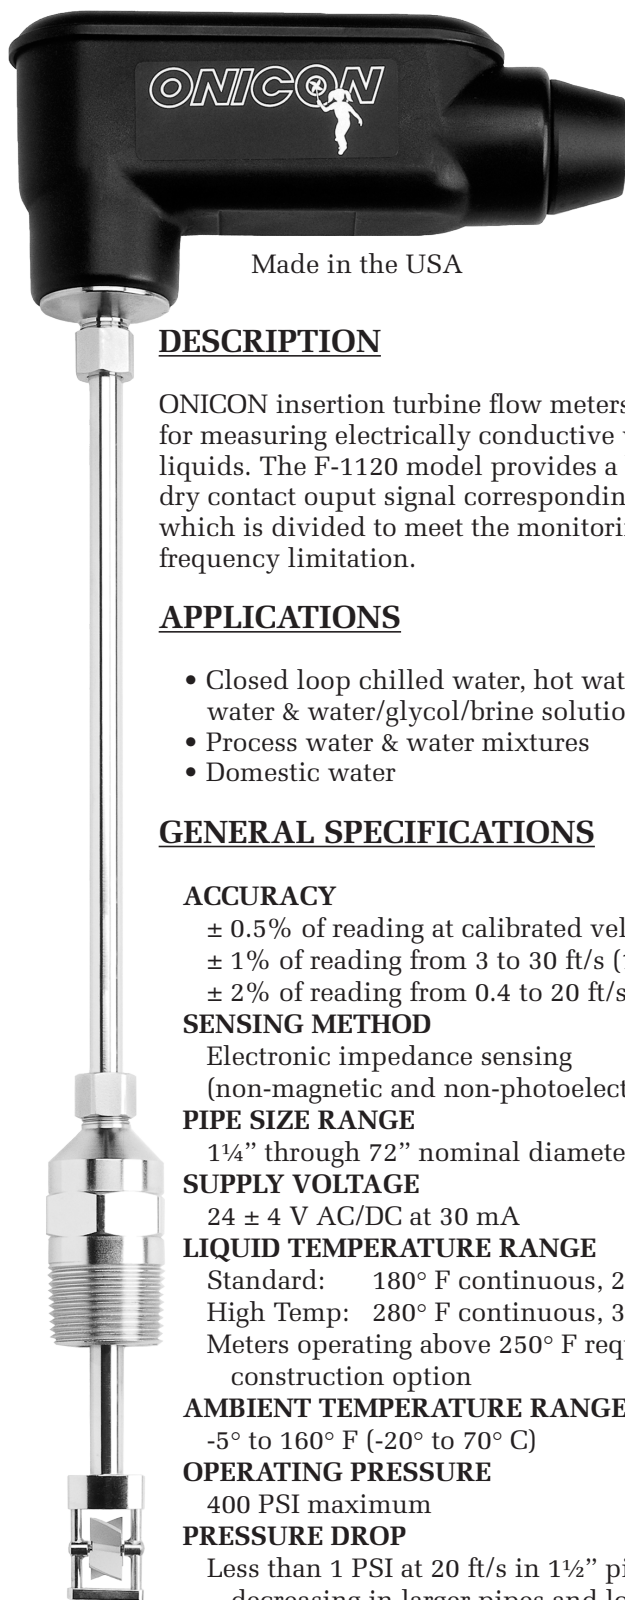 ONICON
Made in the USA
DESCRIPTION
ONICON insertion turbine flow meters
for measuring electrically conductive
liquids. The F-1120 model provides a
dry contact ouput signal correspondin
which is divided to meet the monitori
frequency limitation.
APPLICATIONS
• Closed loop chilled water, hot wat
water & water/glycol/brine solutio
• Process water & water mixtures
• Domestic water
GENERAL SPECIFICATIONS
ACCURACY
± 0.5% of reading at calibrated vel
± 1% of reading from 3 to 30 ft/s (
± 2% of reading from 0.4 to 20 ft/s
SENSING METHOD
Electronic impedance sensing
(non-magnetic and non-photoelect
PIPE SIZE RANGE
1¼” through 72” nominal diamete
SUPPLY VOLTAGE
24 ± 4 V AC/DC at 30 mA
LIQUID TEMPERATURE RANGE
Standard: 180° F continuous, 2
High Temp: 280° F continuous, 3
Meters operating above 250° F req
construction option
AMBIENT TEMPERATURE RANGE
-5° to 160° F (-20° to 70° C)
OPERATING PRESSURE
400 PSI maximum
PRESSURE DROP
Less than 1 PSI at 20 ft/s in 1½” pi
decreasing in larger pipes and lo